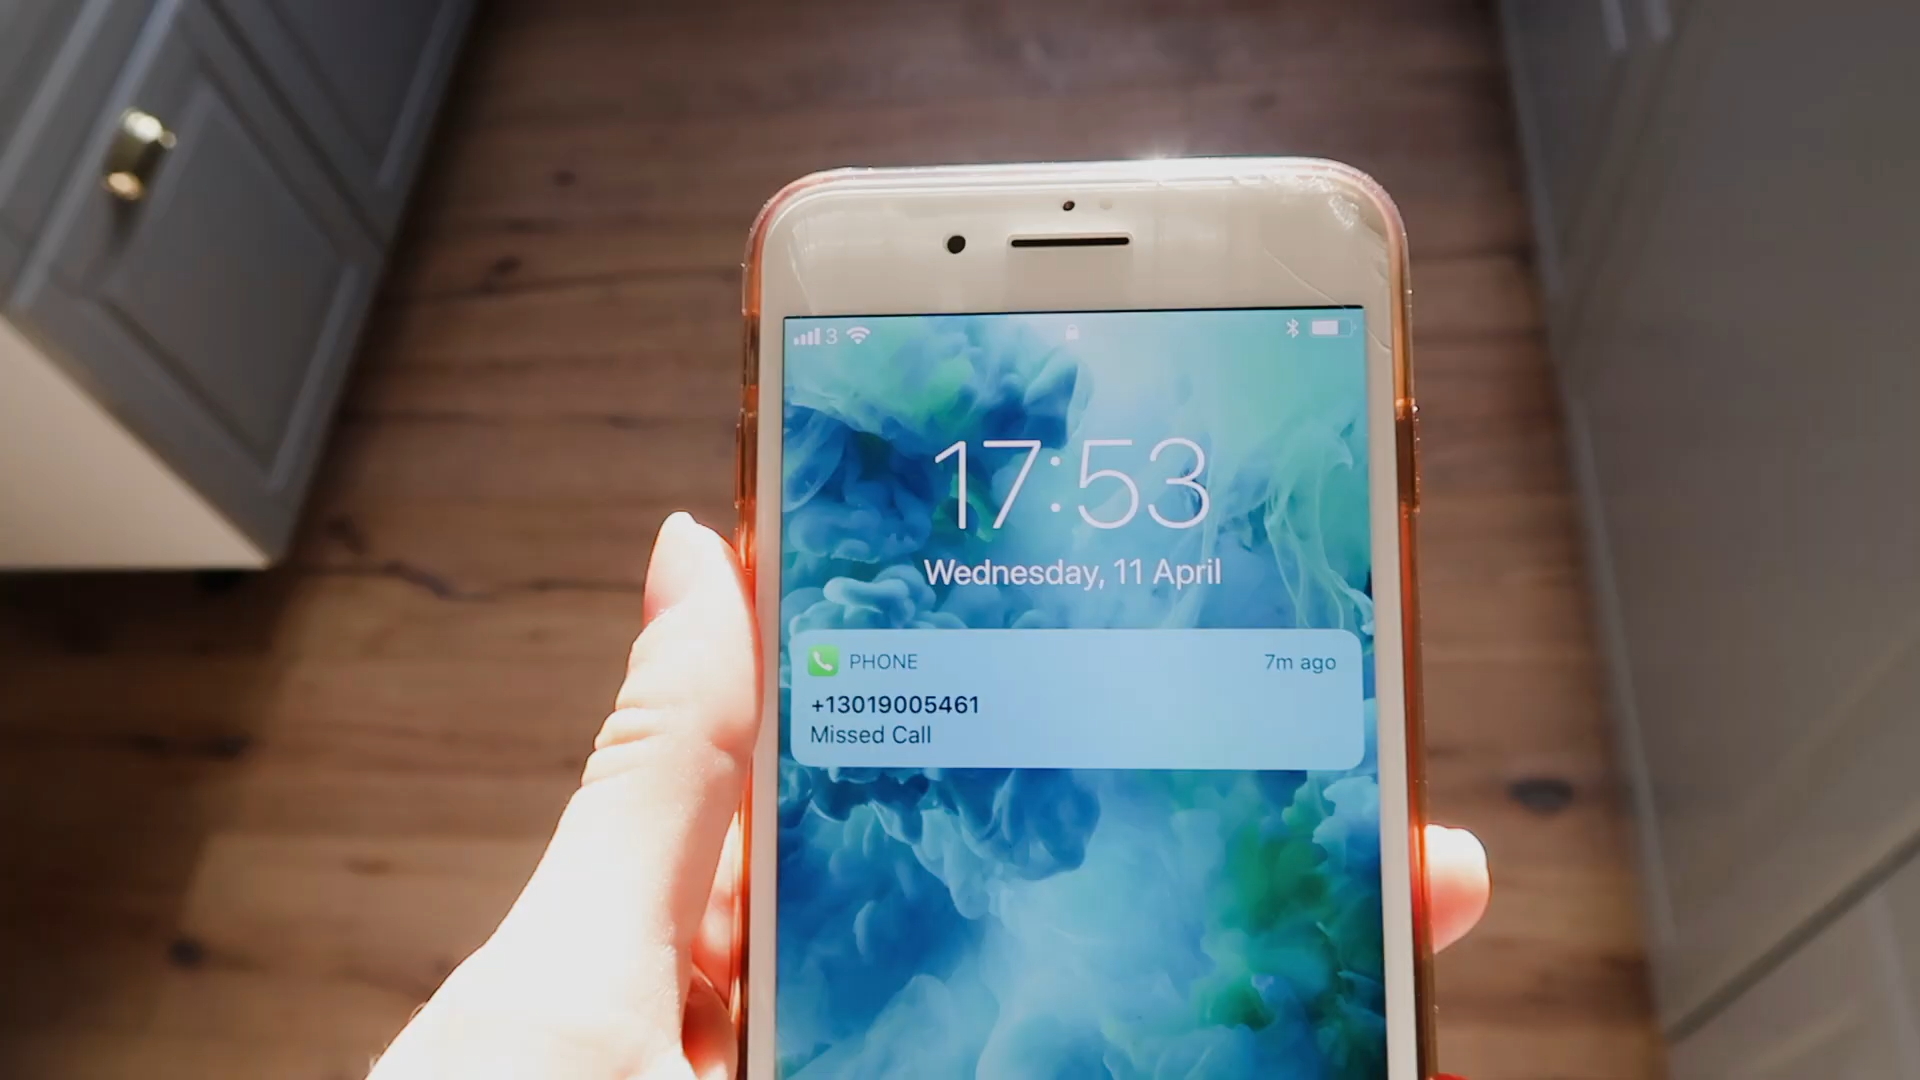 3
17:53
Wednesday, 11 April
PHONE 7m ago
+13019005461
Missed Call